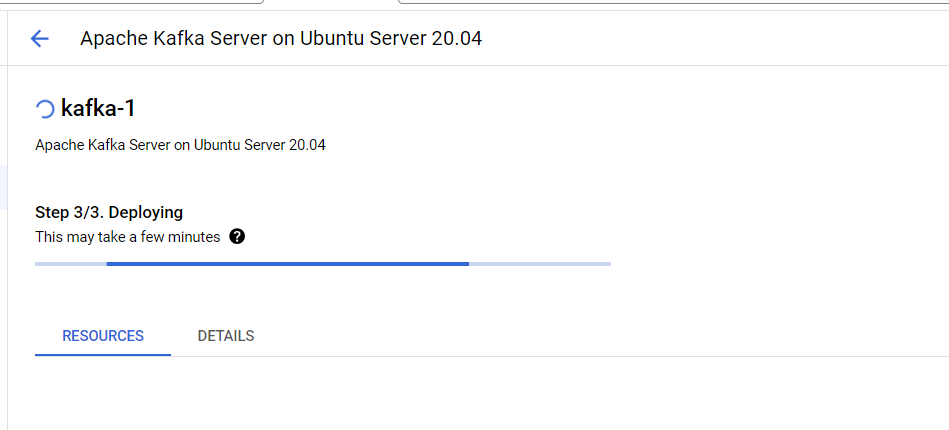 Apache Kafka Server on Ubuntu Server 20.04
kafka-1
Apache Kafka Server on Ubuntu Server 20.04
Step 3/3. Deploying
This may take a few minutes ?
RESOURCES DETAILS